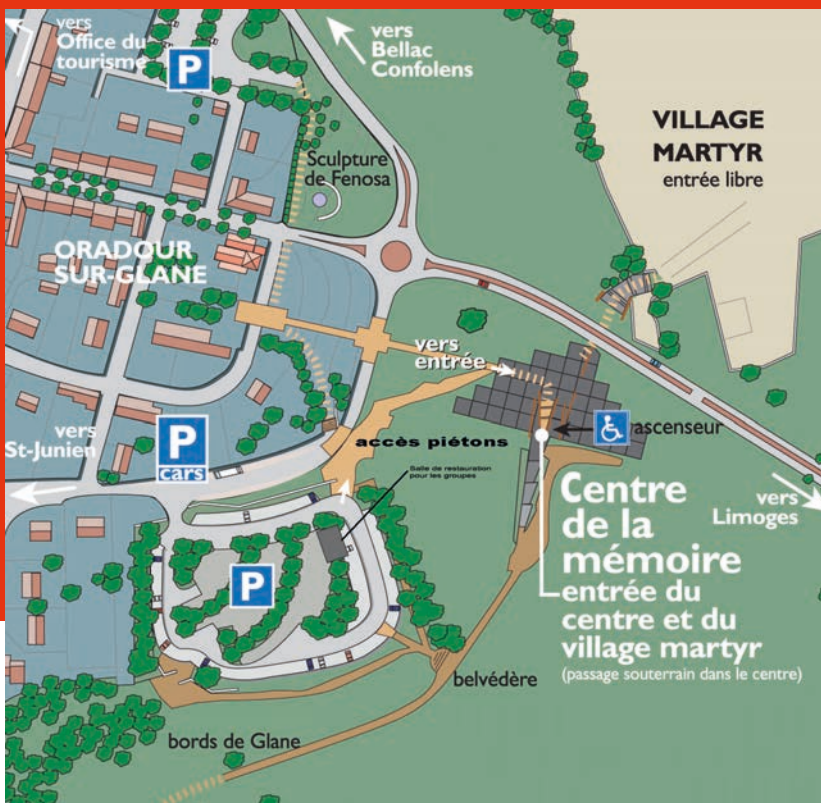 vers
Office du
tourisme
P
vers
Bellac
Confolens
VILLAGE
MARTYR
entrée libre
Sculpture
de Fenosa
ORADOUR
SUR-GLANE
vers
entrée
vers
St-Junien
P
cars
accès piétons
ascenseur
Salle de restauration
pour les groupes
Centre
de la
mémoire
entrée du
centre et du
village martyr
(passage souterrain dans le centre)
vers
Limoges
P
belvédère
bords de Glane